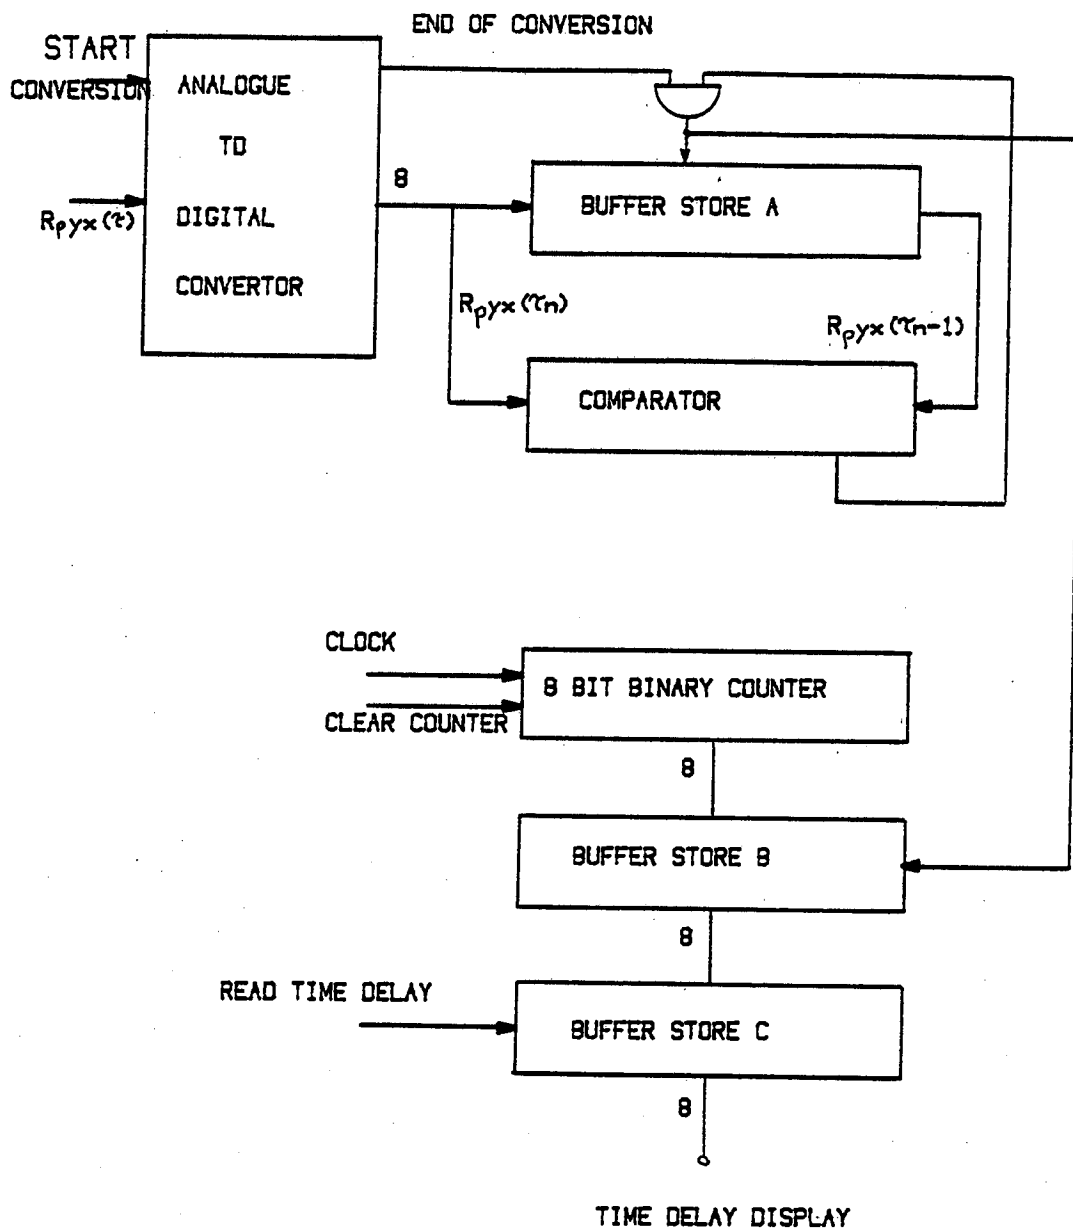 END OF CONVERSION
START
CONVERSION
ANALOGUE
TO
DIGITAL
CONVERTOR
Rρyx(τ)
8
BUFFER STORE A
Rρyx(τn)
Rρyx(τn-1)
COMPARATOR
CLOCK
CLEAR COUNTER
8 BIT BINARY COUNTER
8
BUFFER STORE B
8
READ TIME DELAY
BUFFER STORE C
8
TIME DELAY DISPLAY